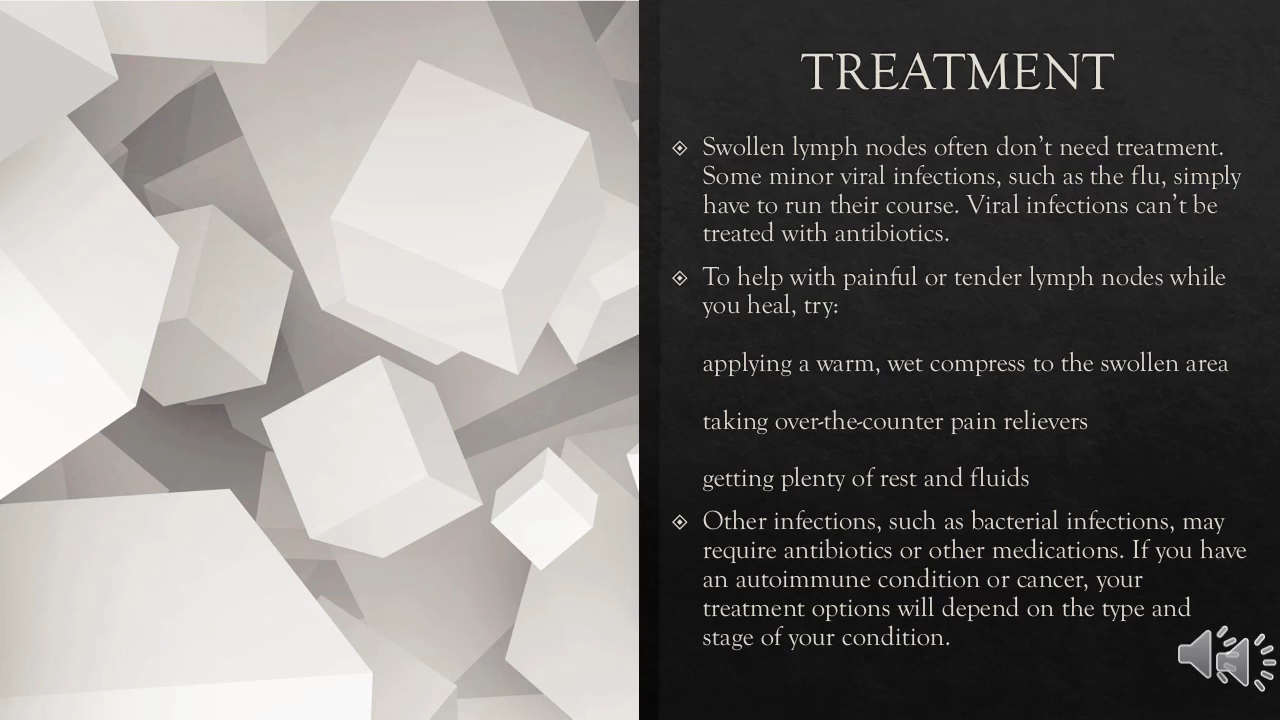 TREATMENT
Swollen lymph nodes often don’t need treatment.
Some minor viral infections, such as the flu, simply
have to run their course. Viral infections can’t be
treated with antibiotics.
To help with painful or tender lymph nodes while
you heal, try:
applying a warm, wet compress to the swollen area
taking over-the-counter pain relievers
getting plenty of rest and fluids
Other infections, such as bacterial infections, may
require antibiotics or other medications. If you have
an autoimmune condition or cancer, your
treatment options will depend on the type and
stage of your condition.